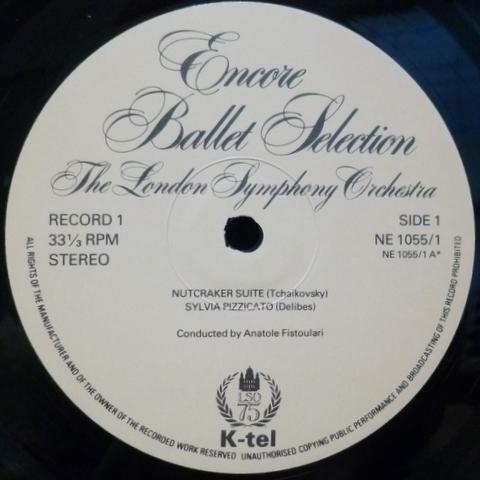 Encore
Ballet Selection
The London Symphony Orchestra
RECORD 1
33⅓ RPM
STEREO
SIDE 1
NE 1055/1
NE 1055/1 A*
NUTCRAKER SUITE (Tchaikovsky)
SYLVIA PIZZICATO (Delibes)
Conducted by Anatole Fistoulari
LSO
75
K-tel
ALL RIGHTS OF THE MANUFACTURER AND OF THE OWNER OF THE RECORDED WORK RESERVED UNAUTHORISED COPYING PUBLIC PERFORMANCE AND BROADCASTING OF THIS RECORD PROHIBITED